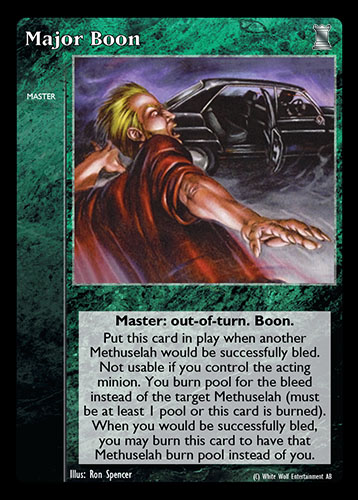 Major Boon
MASTER
Master: out-of-turn. Boon.
Put this card in play when another
Methuselah would be successfully bled.
Not usable if you control the acting
minion. You burn pool for the bleed
instead of the target Methuselah (must
be at least 1 pool or this card is burned).
When you would be successfully bled,
you may burn this card to have that
Methuselah burn pool instead of you.
Illus: Ron Spencer
(C) White Wolf Entertainment AB